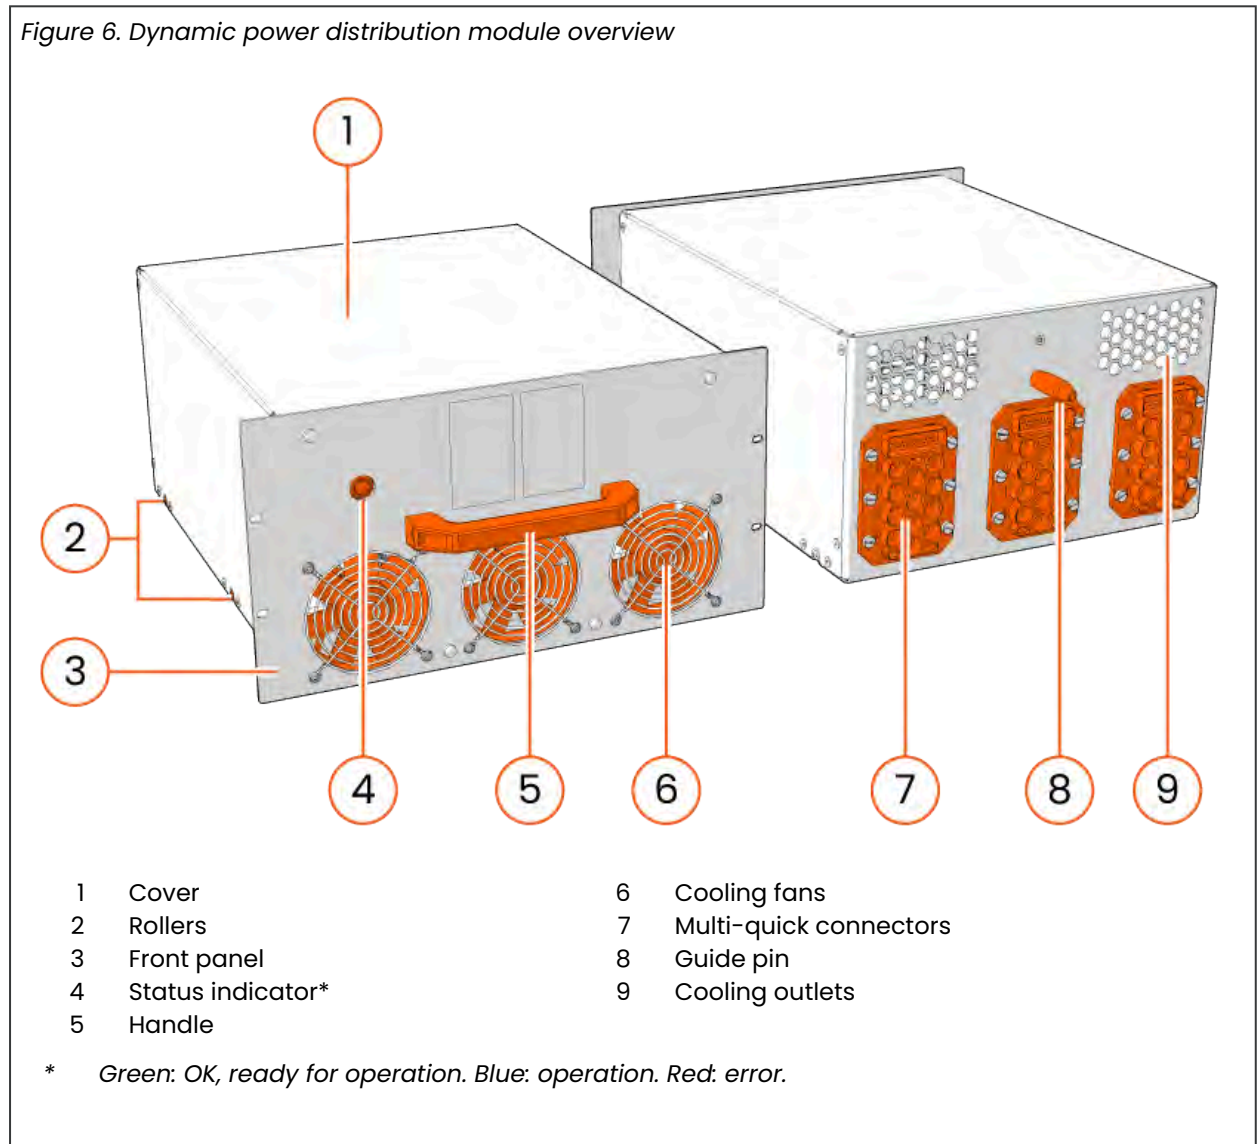 Figure 6. Dynamic power distribution module overview
1
2
3
4
5
6
7
8
9
1 Cover
2 Rollers
3 Front panel
4 Status indicator*
5 Handle
6 Cooling fans
7 Multi-quick connectors
8 Guide pin
9 Cooling outlets
* Green: OK, ready for operation. Blue: operation. Red: error.